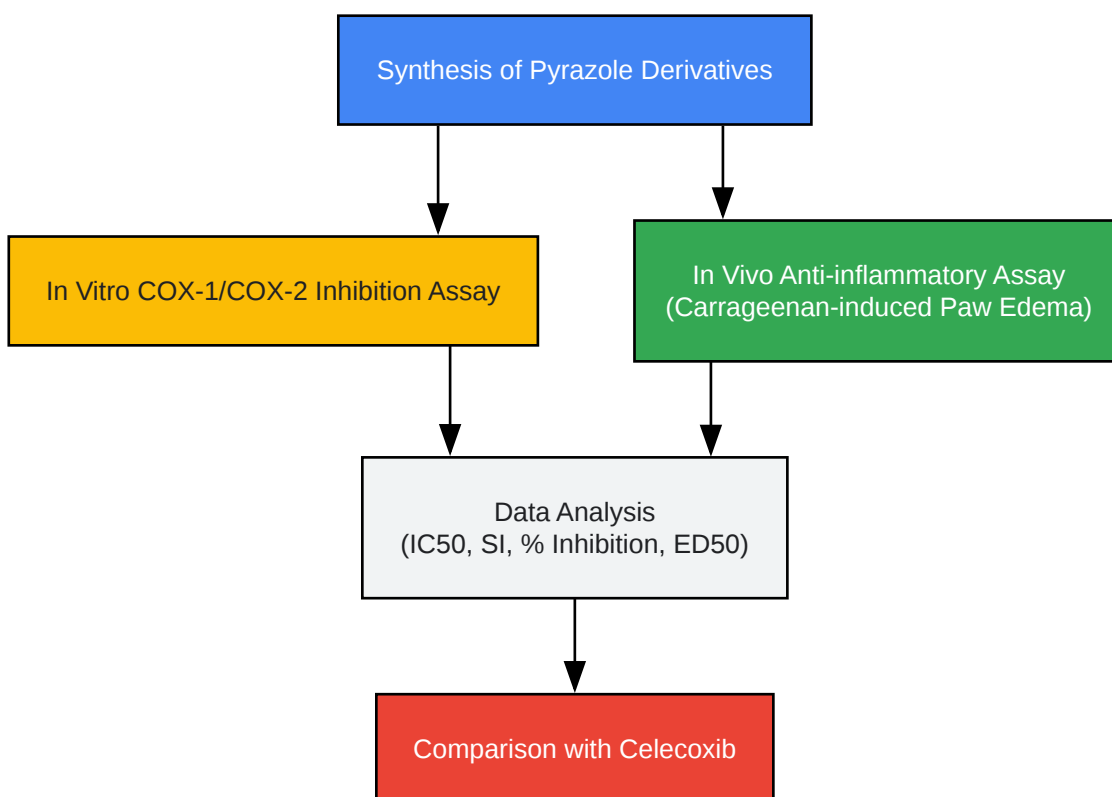 Synthesis of Pyrazole Derivatives
In Vitro COX-1/COX-2 Inhibition Assay
In Vivo Anti-inflammatory Assay
(Carrageenan-induced Paw Edema)
Data Analysis
(IC50, SI, % Inhibition, ED50)
Comparison with Celecoxib